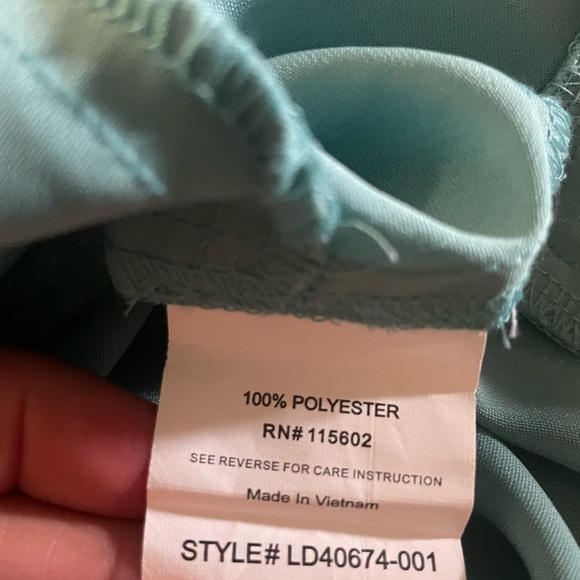 100% POLYESTER
RN# 115602
SEE REVERSE FOR CARE INSTRUCTION
Made In Vietnam
STYLE# LD40674-001